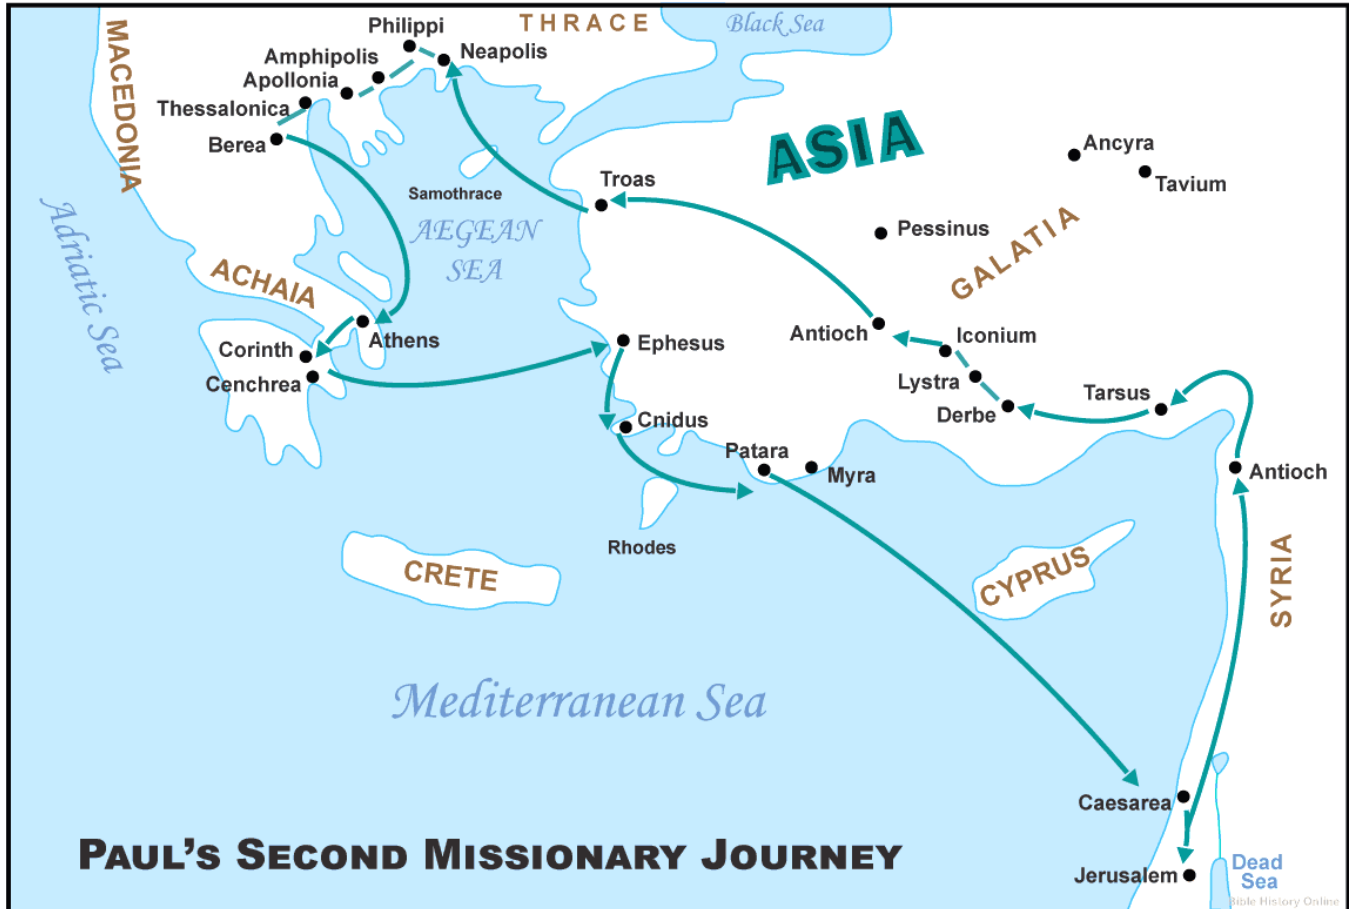 THRACE
Black Sea
Philippi
Neapolis
Amphipolis
Apollonia
Thessalonica
Berea
MACEDONIA
ASIA
Ancyra
Tavium
Troas
Samothrace
AEGEAN
SEA
Pessinus
GALATIA
Adriatic Sea
ACHAIA
Athens
Corinth
Cenchrea
Ephesus
Antioch
Iconium
Lystra
Derbe
Tarsus
Cnidus
Patara
Myra
Antioch
Rhodes
CRETE
CYPRUS
SYRIA
Mediterranean Sea
Caesarea
PAUL'S SECOND MISSIONARY JOURNEY
Jerusalem
Dead
Sea
Bible History Online